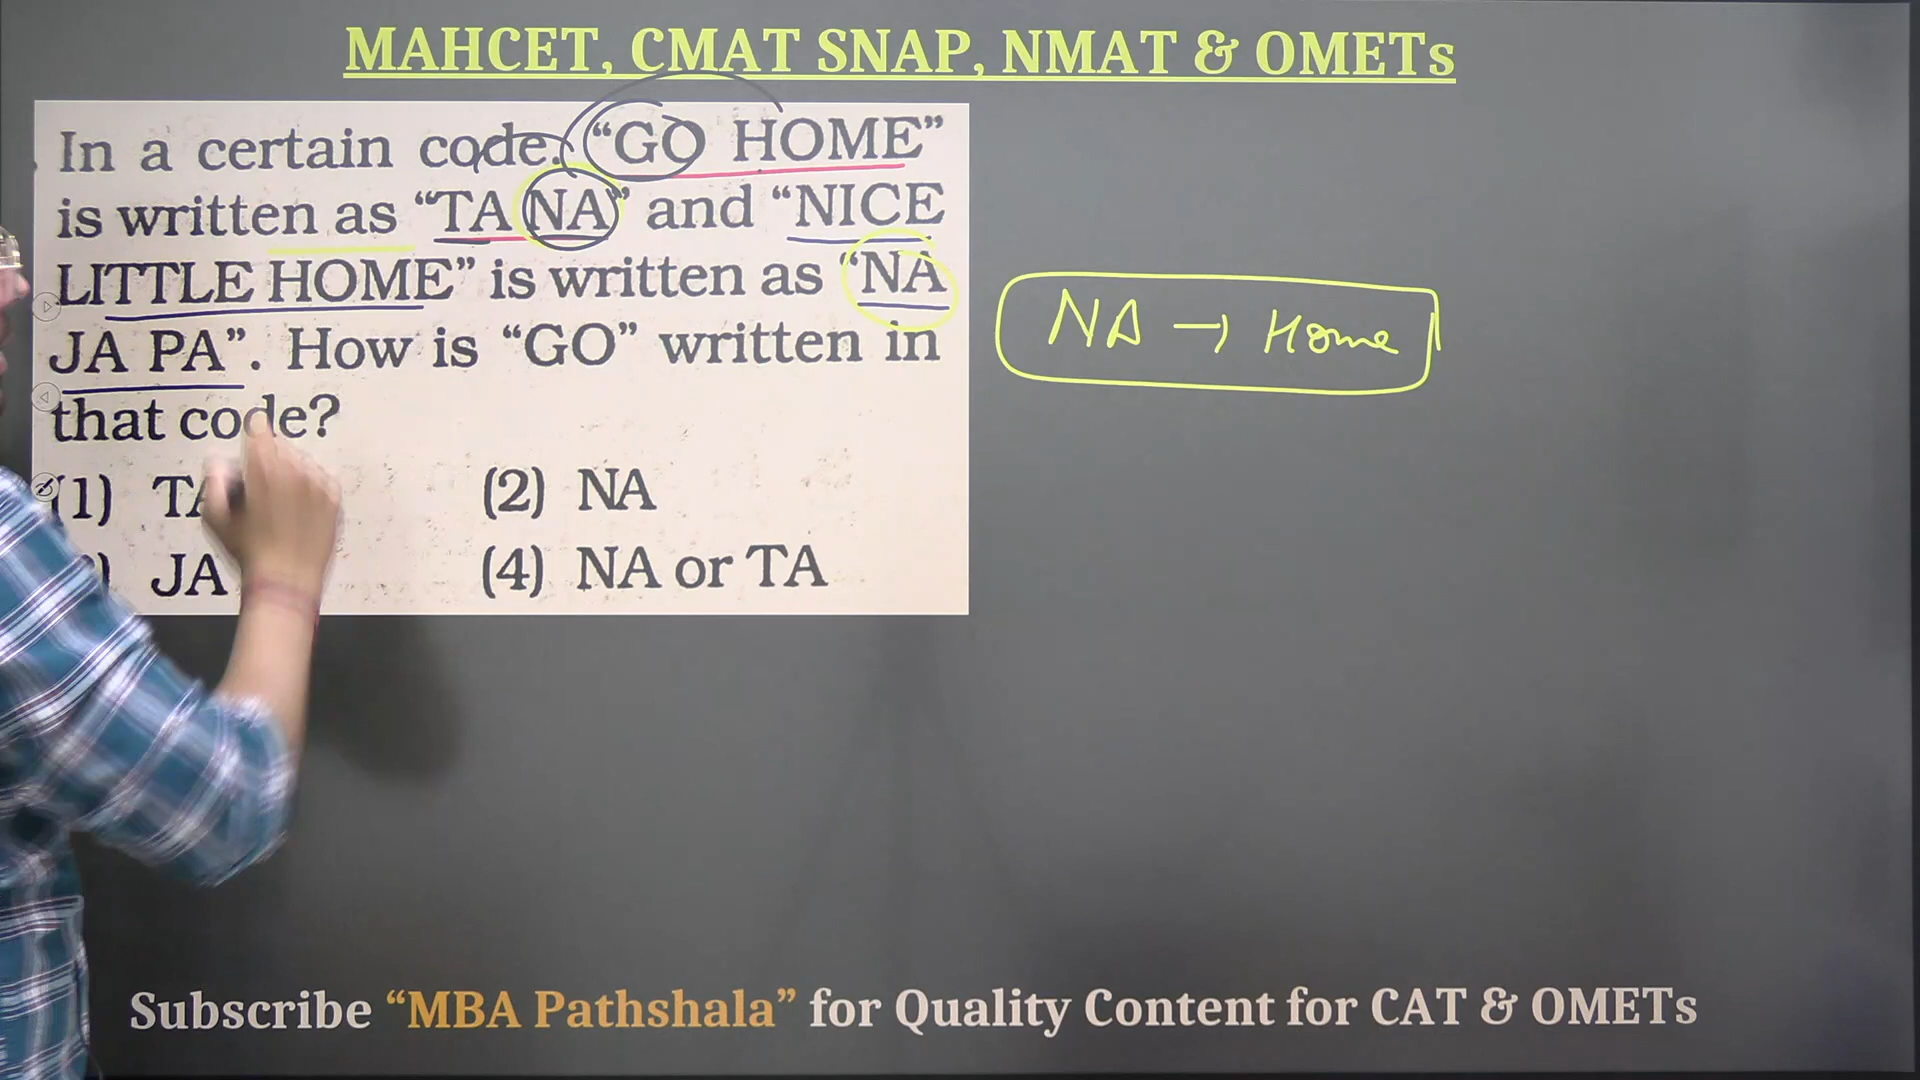 MAHCET, CMAT SNAP, NMAT & OMETs
In a certain code. “GO HOME”
is written as “TA NA” and “NICE
LITTLE HOME” is written as “NA
JA PA”. How is “GO” written in
that code?
(1) TA (2) NA
JA (4) NA or TA
NA → Home
Subscribe “MBA Pathshala” for Quality Content for CAT & OMETs